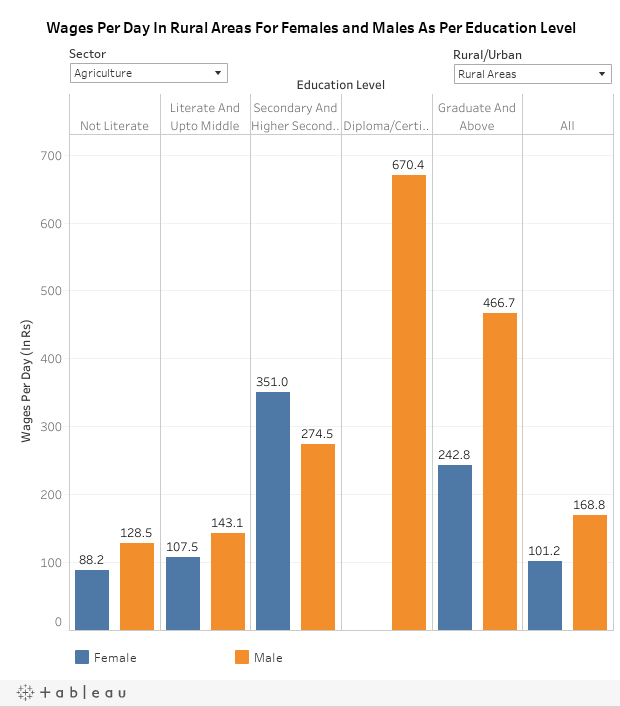 Wages Per Day In Rural Areas For Females and Males As Per Education Level
Sector
Agriculture
Rural/Urban
Rural Areas
Education Level
Not Literate
Literate And
Upto Middle
Secondary And
Higher Second..
Diploma/Certi..
Graduate And
Above
All
Wages Per Day (In Rs)
700
600
500
400
300
200
100
0
88.2
128.5
107.5
143.1
351.0
274.5
670.4
242.8
466.7
101.2
168.8
Female
Male
+ableau